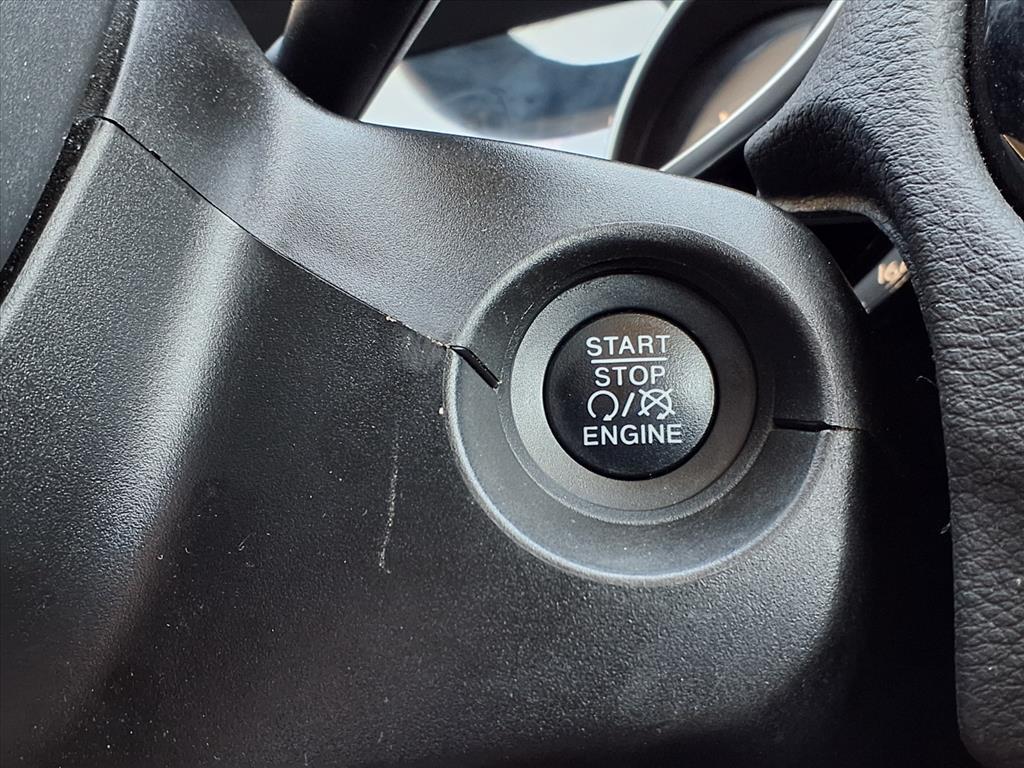 START
STOP
/
ENGINE